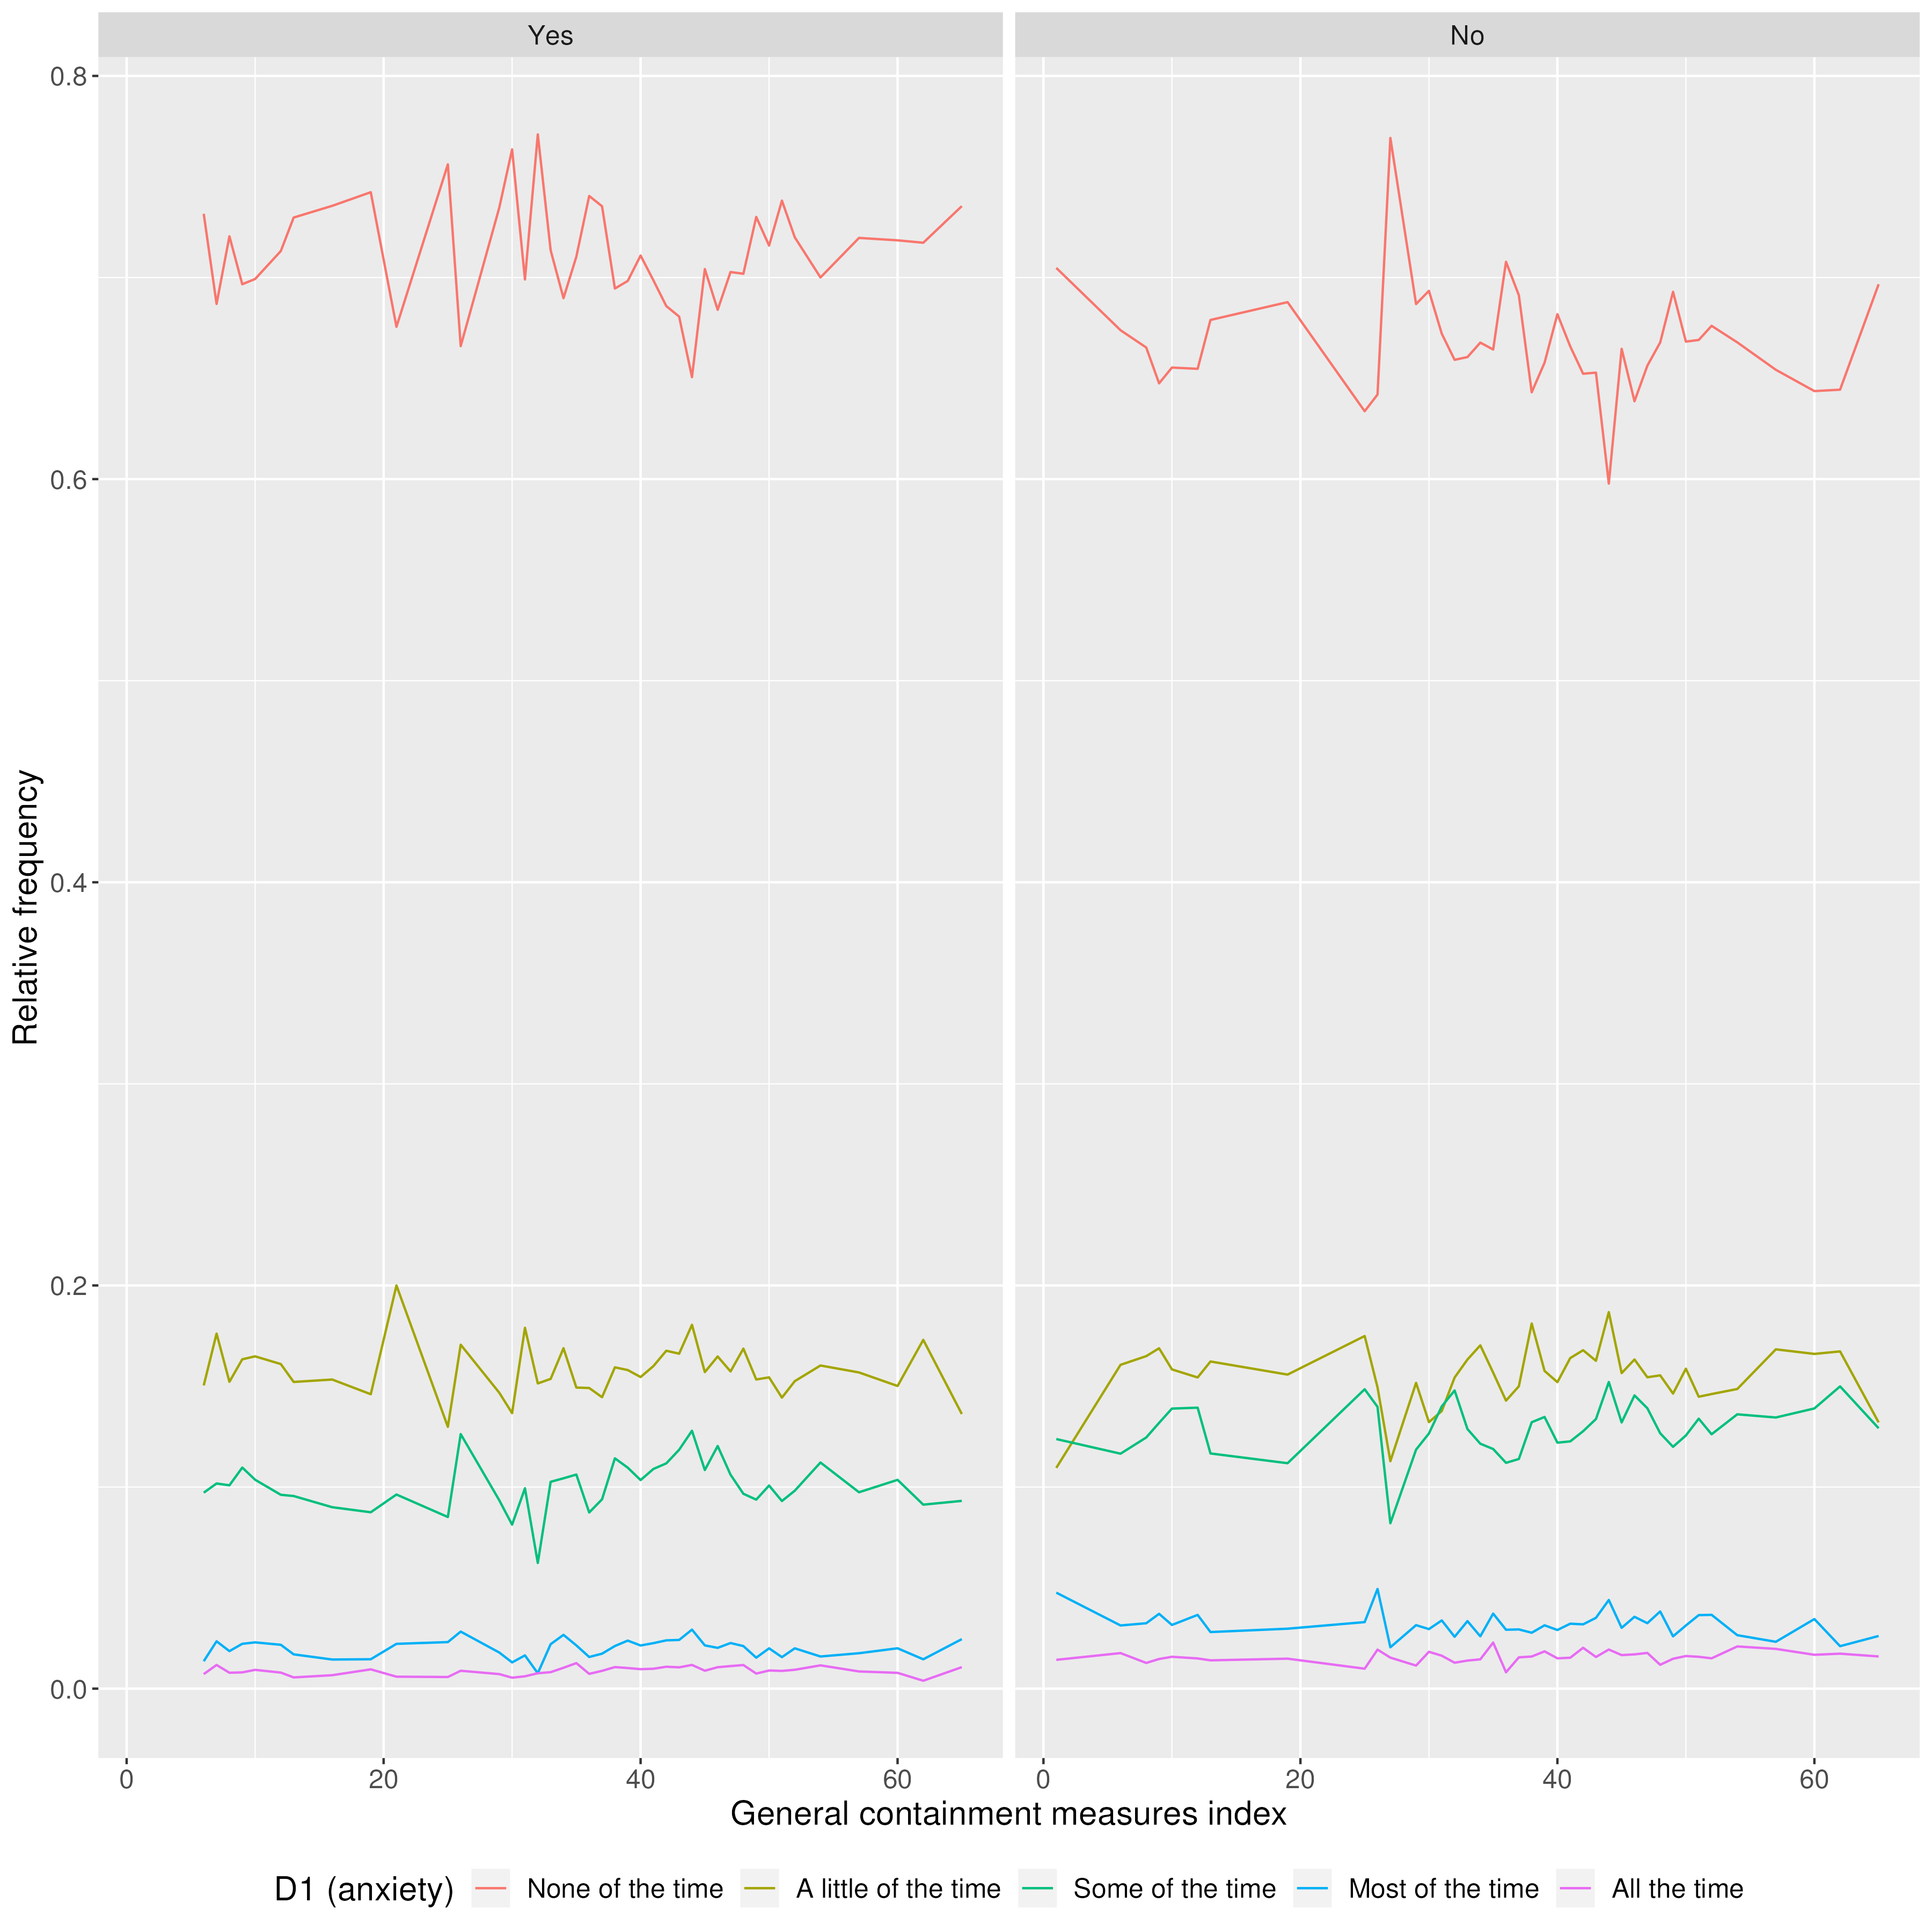 Yes No
0.8
0.6
0.4
0.2
0.0
Relative frequency
0 20 40 60 0 20 40 60
General containment measures index
D1 (anxiety) None of the time A little of the time Some of the time Most of the time All the time